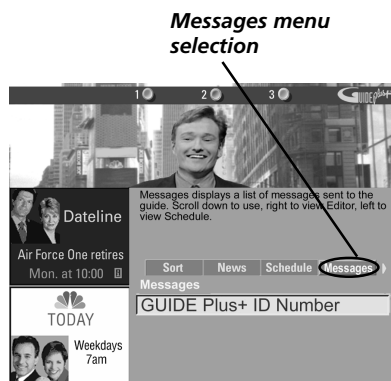 Messages menu
selection
1 2 3 GUIDE Plus+
Messages displays a list of messages sent to the
guide. Scroll down to use, right to view Editor, left to
view Schedule.
Dateline
Air Force One retires
Mon. at 10:00
Sort News Schedule Messages
Messages
GUIDE Plus+ ID Number
TODAY
Weekdays
7am